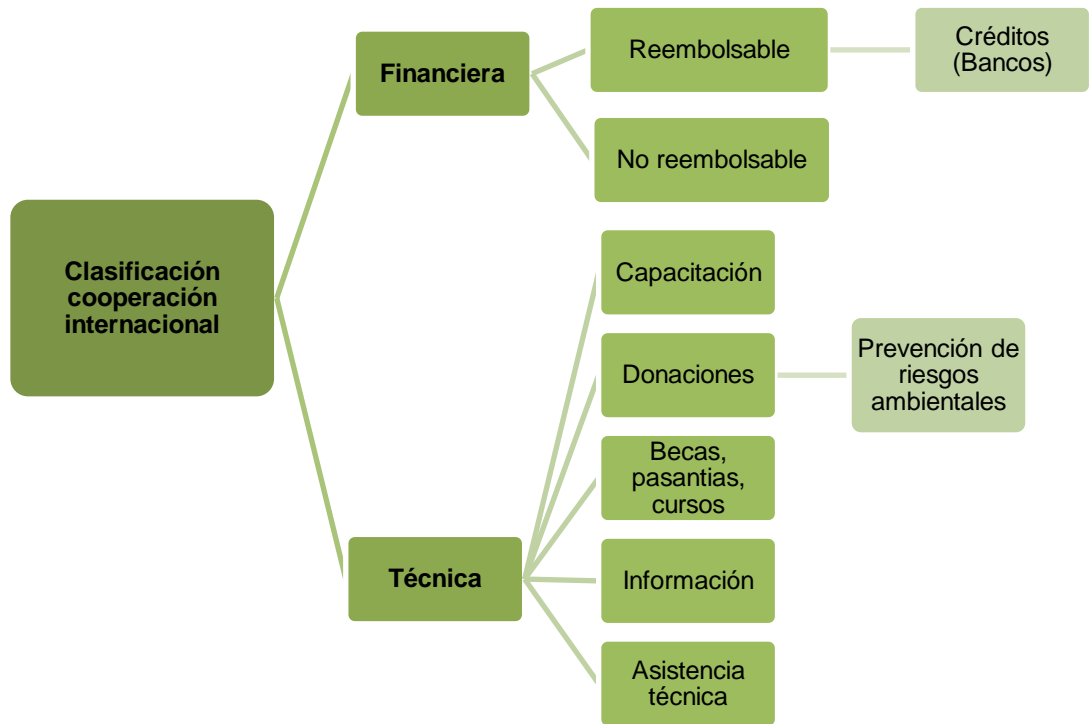 Clasificación
cooperación
internacional
Financiera
Reembolsable
Créditos
(Bancos)
No reembolsable
Técnica
Capacitación
Donaciones
Prevención de
riesgos
ambientales
Becas,
pasantias,
cursos
Información
Asistencia
técnica